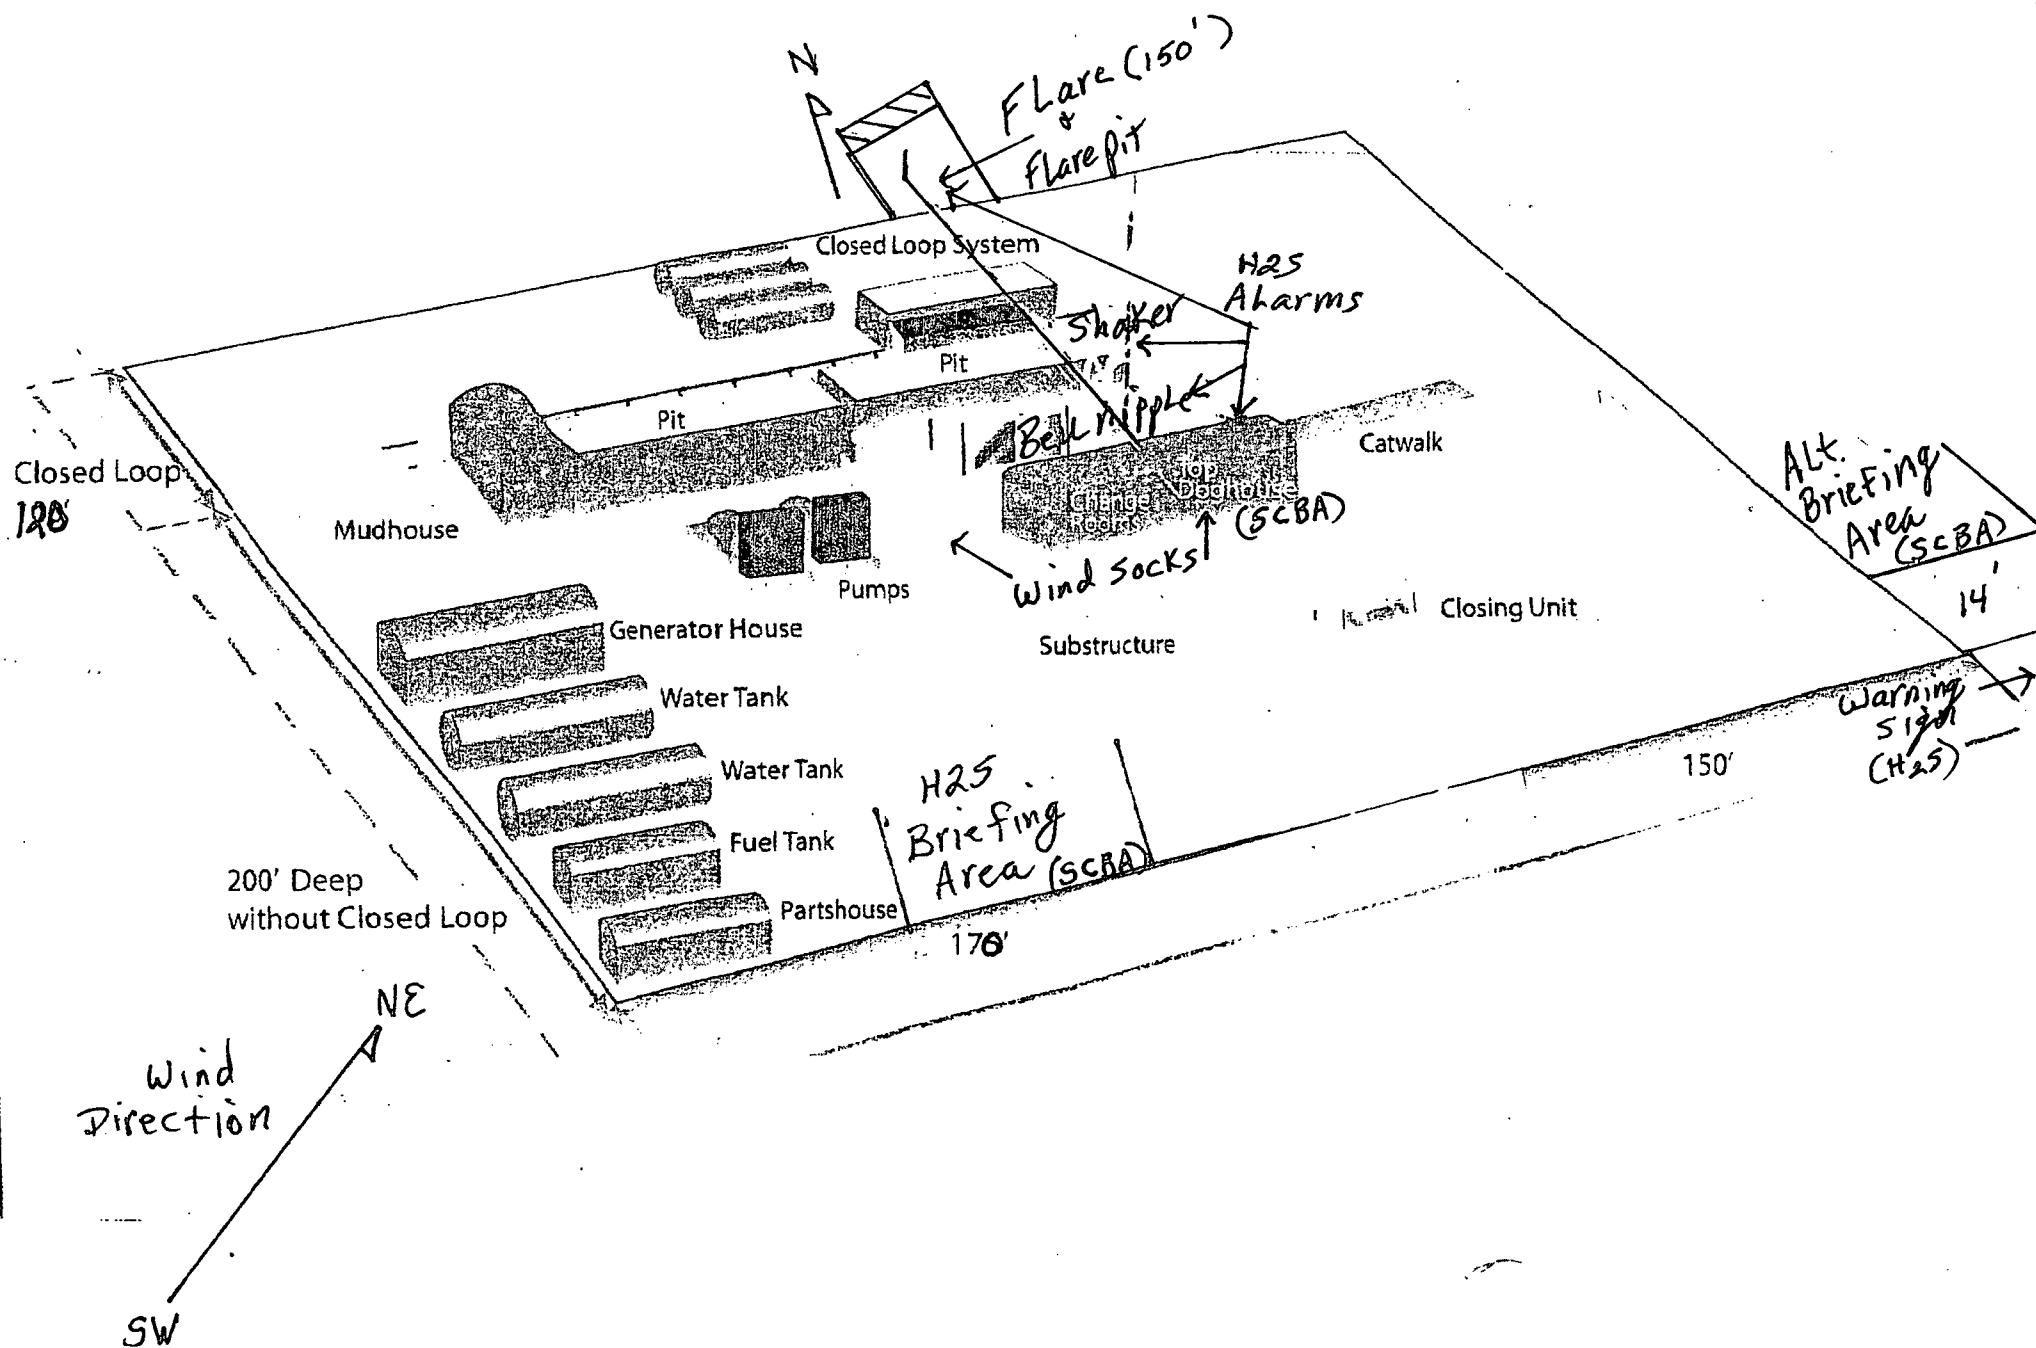 N
FLare (150')
&
Flare pit
Closed Loop System
H2S
ALarms
Shaker
Pit
Pit
Bell nipple
Catwalk
ALt.
Briefing
Area
(SCBA)
14'
Closed Loop
Mudhouse
Top
Doghouse
Change
Room
(SCBA)
Wind Socks
Pumps
Closing Unit
Generator House
Substructure
Water Tank
Warning
Sign
(H2S)
150'
Water Tank
H2S
Briefing
Area (SCBA)
Fuel Tank
200' Deep
without Closed Loop
Partshouse
170'
NE
Wind
Direction
SW